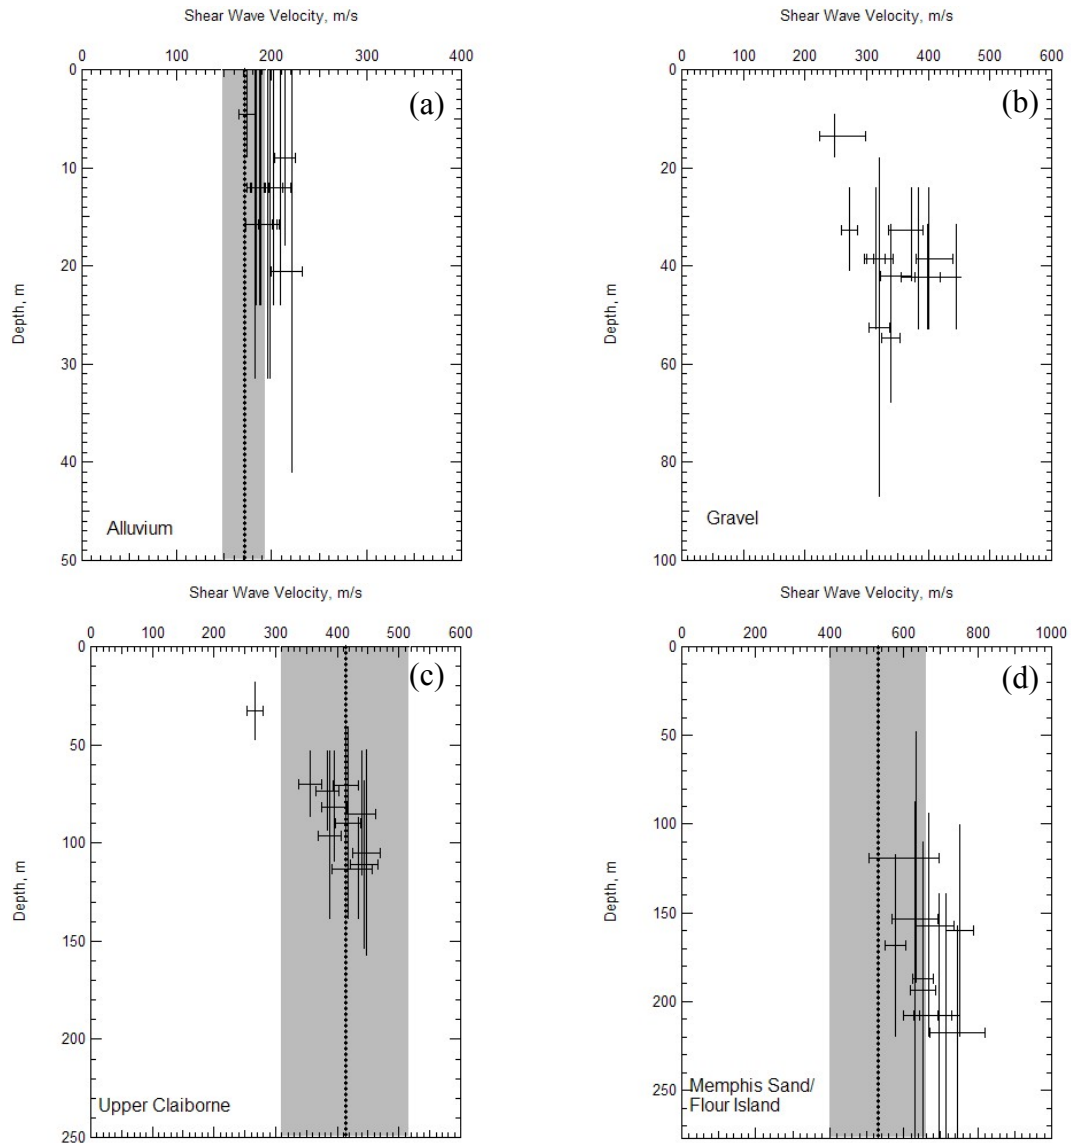 Shear Wave Velocity, m/s
0 100 200 300 400
0
10
20
30
40
50
Depth, m
(a)
Alluvium
Shear Wave Velocity, m/s
0 100 200 300 400 500 600
0
20
40
60
80
100
Depth, m
(b)
Gravel
Shear Wave Velocity, m/s
0 100 200 300 400 500 600
0
50
100
150
200
250
Depth, m
(c)
Upper Claiborne
Shear Wave Velocity, m/s
0 200 400 600 800 1000
0
50
100
150
200
250
Depth, m
(d)
Memphis Sand/
Flour Island